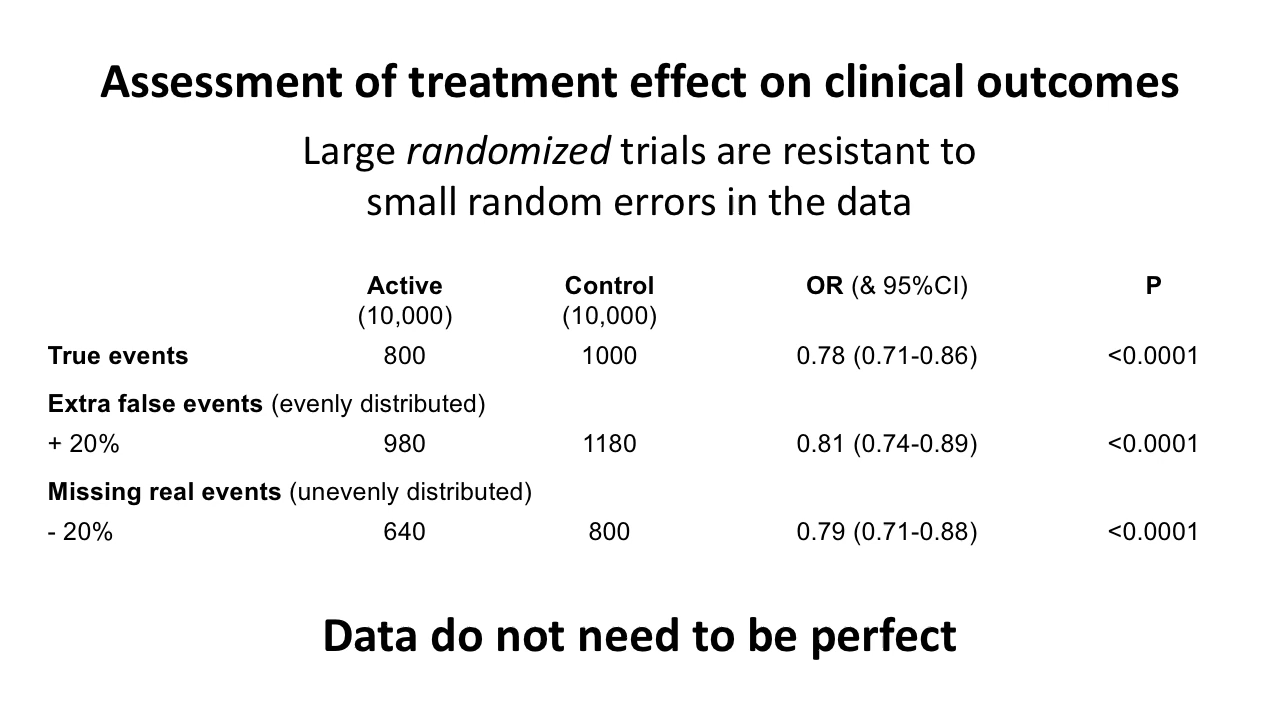 Assessment of treatment effect on clinical outcomes
Large randomized trials are resistant to
small random errors in the data
Active Control OR (& 95%CI) P
(10,000) (10,000)
True events 800 1000 0.78 (0.71-0.86) <0.0001
Extra false events (evenly distributed)
+ 20% 980 1180 0.81 (0.74-0.89) <0.0001
Missing real events (unevenly distributed)
- 20% 640 800 0.79 (0.71-0.88) <0.0001
Data do not need to be perfect